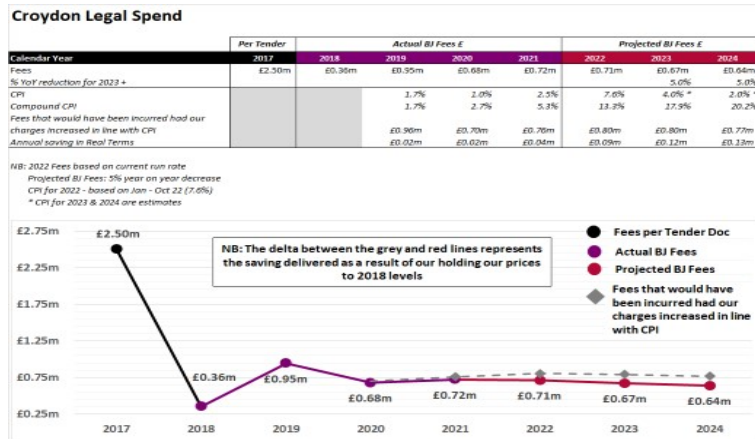 Croydon Legal Spend
Per Tender Actual BJ Fees £ Projected BJ Fees £
Calendar Year 2017 2018 2019 2020 2021 2022 2023 2024
Fees £2.50m £0.36m £0.95m £0.68m £0.72m £0.71m £0.67m £0.64m
% YoY reduction for 2023 + 5.0% 5.0%
CPI 1.7% 1.0% 2.5% 7.6% 4.0% * 2.0% *
Compound CPI 1.7% 2.7% 5.3% 13.3% 17.9% 20.2%
Fees that would have been incurred had our
charges increased in line with CPI £0.96m £0.70m £0.76m £0.80m £0.80m £0.77m
Annual saving in Real Terms £0.02m £0.02m £0.04m £0.09m £0.12m £0.13m
NB: 2022 Fees based on current run rate
Projected BJ Fees: 5% year on year decrease
CPI for 2022 - based on Jan - Oct 22 (7.6%)
* CPI for 2023 & 2024 are estimates
£2.75m
£2.25m
£1.75m
£1.25m
£0.75m
£0.25m
£2.50m
£0.36m
£0.95m
£0.68m
£0.72m
£0.71m
£0.67m
£0.64m
NB: The delta between the grey and red lines represents
the saving delivered as a result of our holding our prices
to 2018 levels
Fees per Tender Doc
Actual BJ Fees
Projected BJ Fees
Fees that would have
been incurred had our
charges increased in line
with CPI
2017 2018 2019 2020 2021 2022 2023 2024